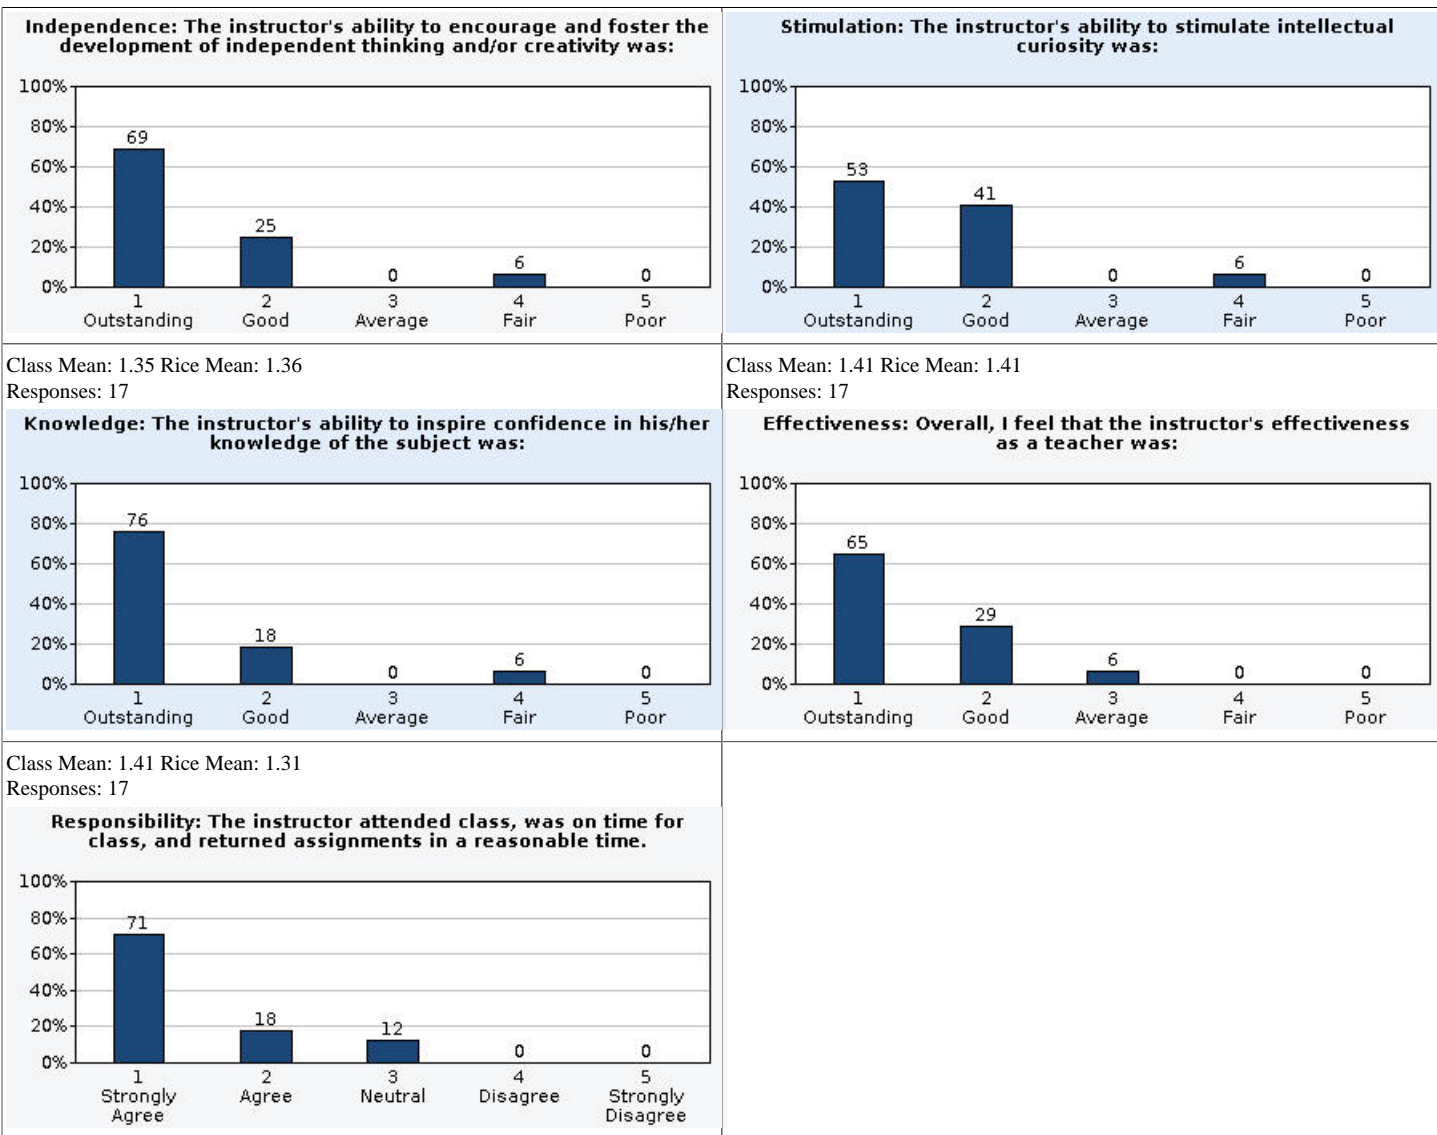 Independence: The instructor's ability to encourage and foster the
development of independent thinking and/or creativity was:
100%
80%
60%
40%
20%
0%
69
25
0
6
0
1
2
3
4
5
Outstanding
Good
Average
Fair
Poor
Stimulation: The instructor's ability to stimulate intellectual
curiosity was:
100%
80%
60%
40%
20%
0%
53
41
0
6
0
1
2
3
4
5
Outstanding
Good
Average
Fair
Poor
Class Mean: 1.35 Rice Mean: 1.36
Responses: 17
Knowledge: The instructor's ability to inspire confidence in his/her
knowledge of the subject was:
100%
80%
60%
40%
20%
0%
76
18
0
6
0
1
2
3
4
5
Outstanding
Good
Average
Fair
Poor
Class Mean: 1.41 Rice Mean: 1.41
Responses: 17
Effectiveness: Overall, I feel that the instructor's effectiveness
as a teacher was:
100%
80%
60%
40%
20%
0%
65
29
6
0
0
1
2
3
4
5
Outstanding
Good
Average
Fair
Poor
Class Mean: 1.41 Rice Mean: 1.31
Responses: 17
Responsibility: The instructor attended class, was on time for
class, and returned assignments in a reasonable time.
100%
80%
60%
40%
20%
0%
71
18
12
0
0
1
2
3
4
5
Strongly
Agree
Agree
Neutral
Disagree
Strongly
Disagree